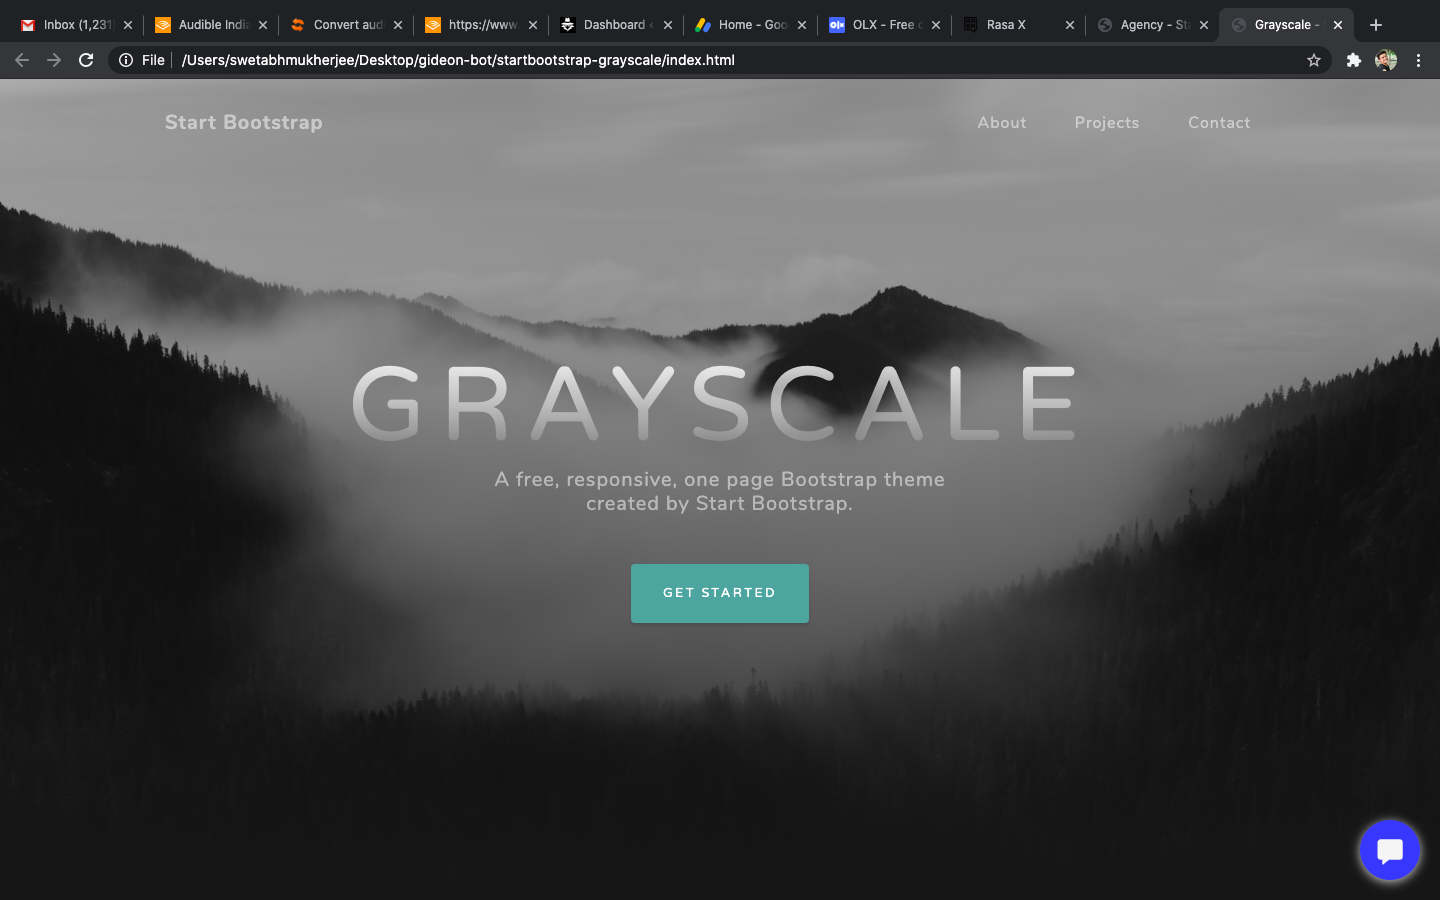 Inbox (1,231
Audible India
Convert aud
https://www
Dashboard
Home - Goo
OLX - Free
Rasa X
Agency - St
Grayscale -
File
/Users/swetabhmukherjee/Desktop/gideon-bot/startbootstrap-grayscale/index.html
Start Bootstrap
About
Projects
Contact
GRAYSCALE
A free, responsive, one page Bootstrap theme
created by Start Bootstrap.
GET STARTED